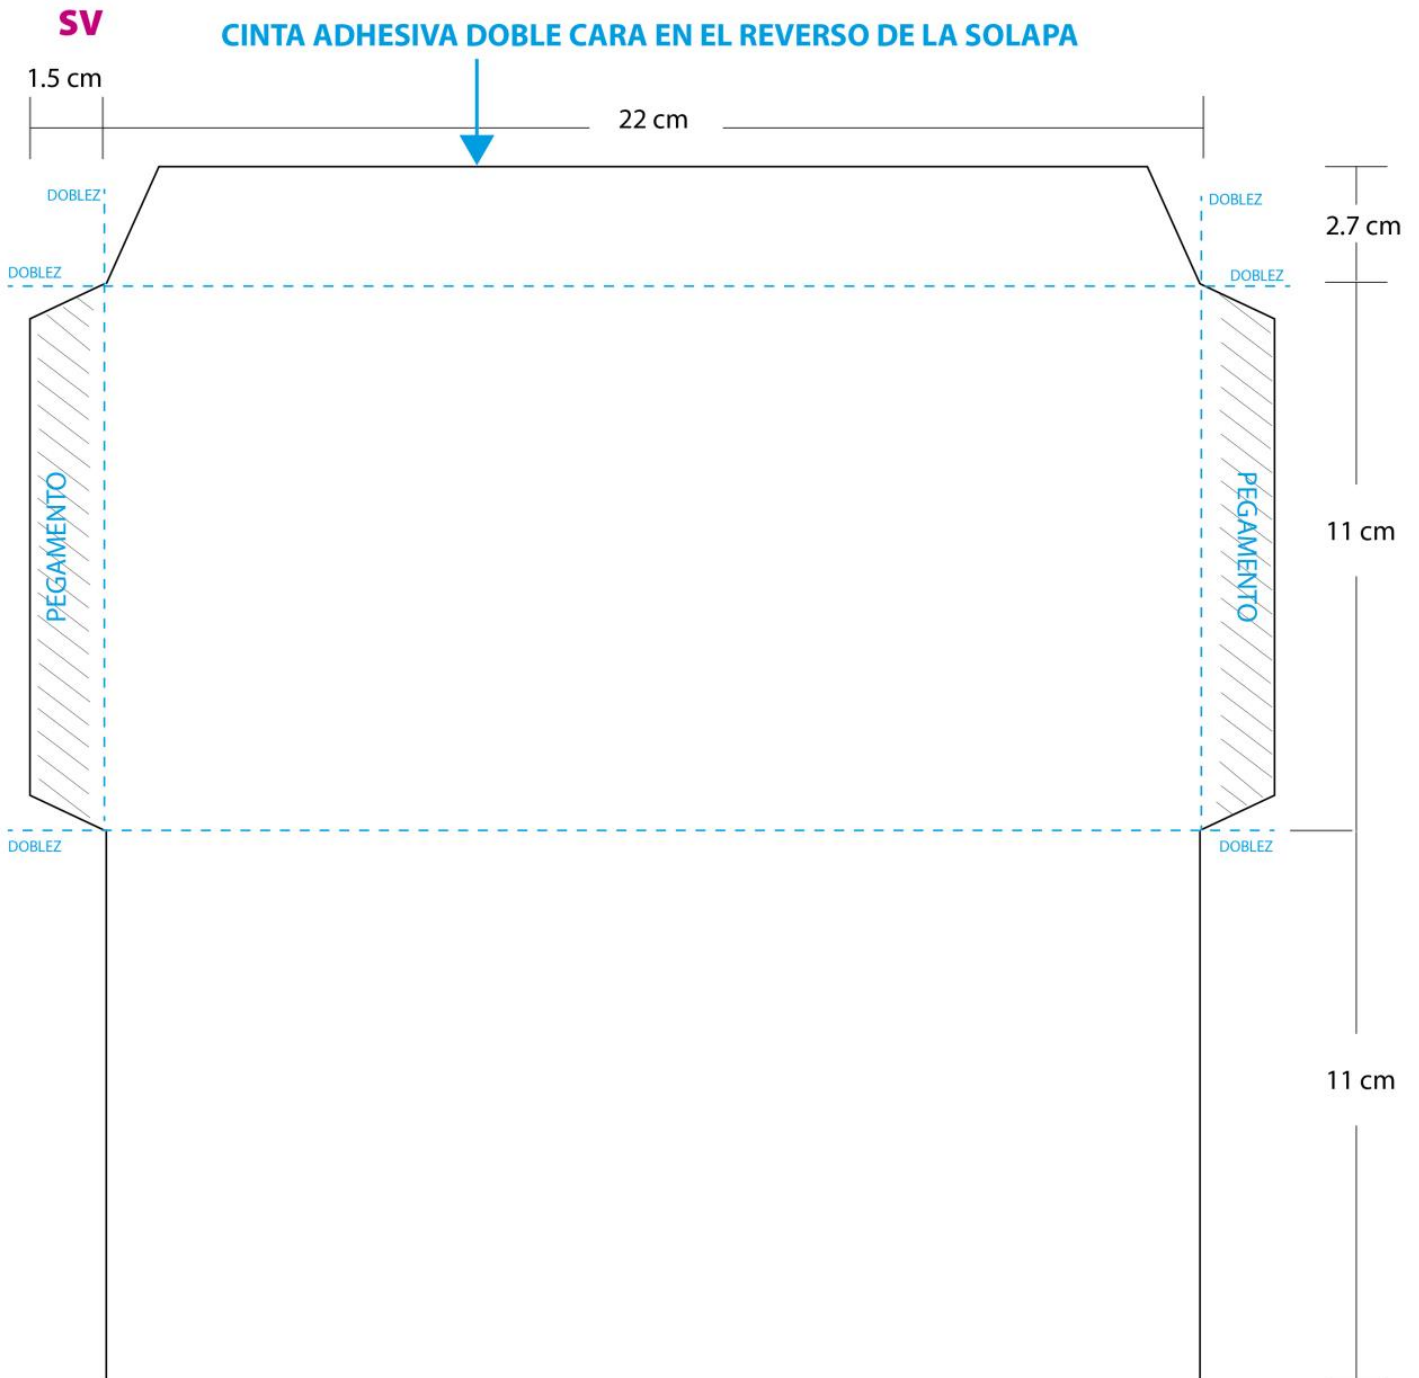 SV
CINTA ADHESIVA DOBLE CARA EN EL REVERSO DE LA SOLAPA
1.5 cm
22 cm
DOBLEZ
DOBLEZ
2.7 cm
DOBLEZ
DOBLEZ
PEGAMENTO
PEGAMENTO
11 cm
DOBLEZ
DOBLEZ
11 cm